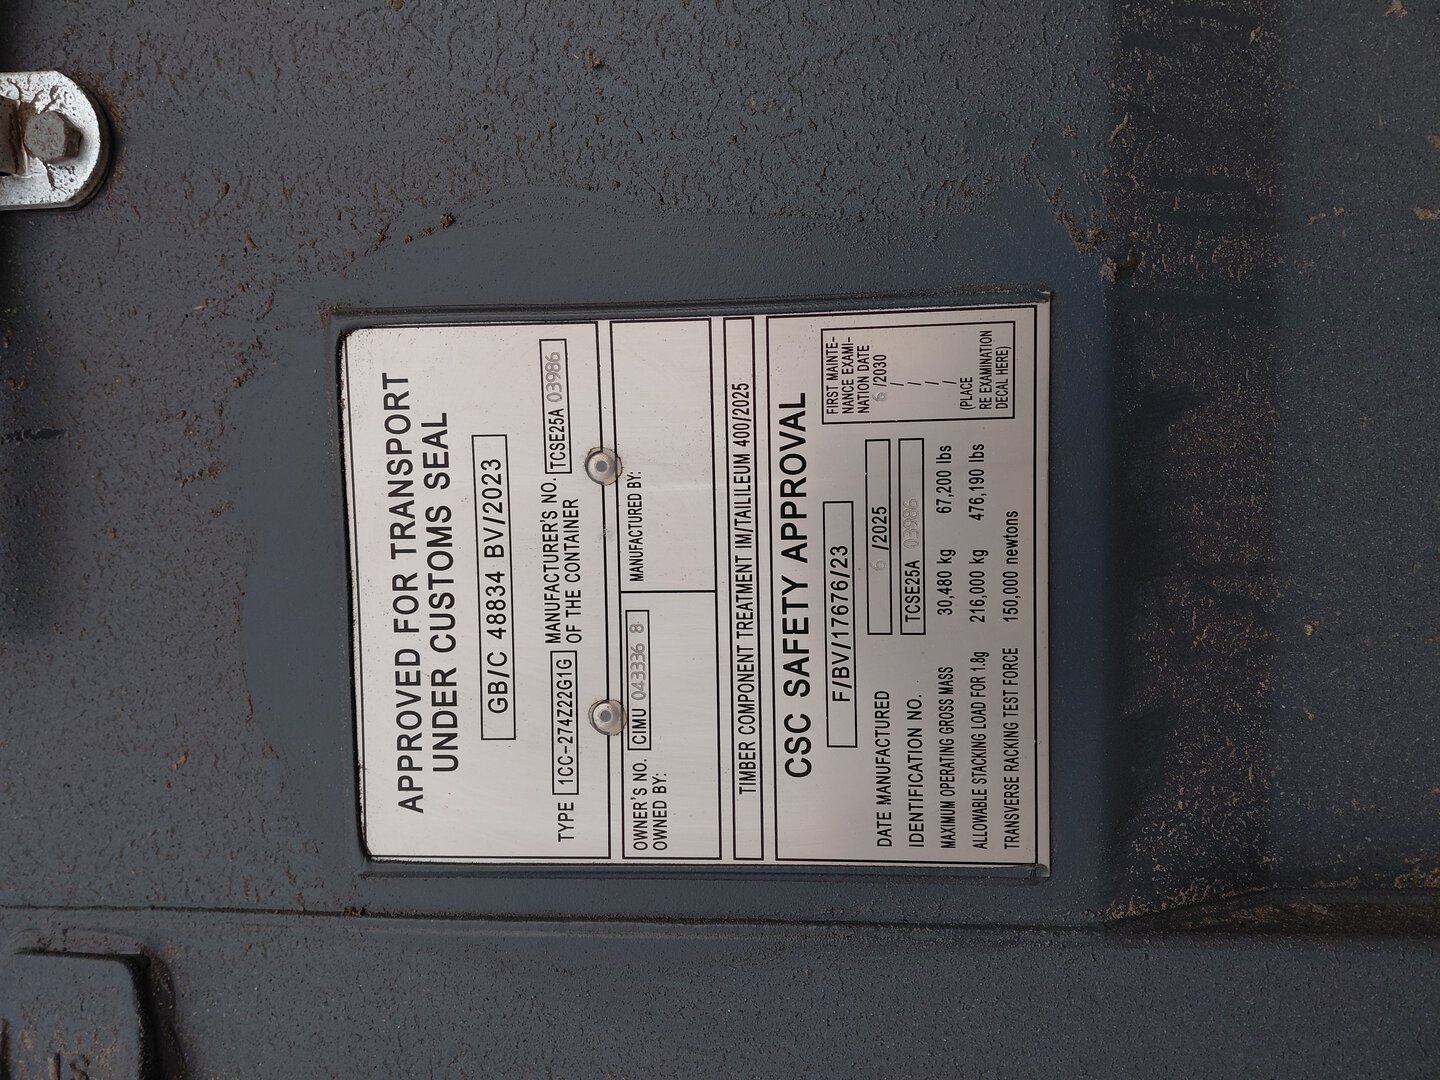 APPROVED FOR TRANSPORT
UNDER CUSTOMS SEAL
GB/C 48834 BV/2023
TYPE 1CC-274Z22G1G MANUFACTURER'S NO. OF THE CONTAINER TCSE25A 03986
OWNER'S NO. CIMU 043336 8
OWNED BY:
MANUFACTURED BY:
TIMBER COMPONENT TREATMENT IM/TAILILEUM 400/2025
CSC SAFETY APPROVAL
F/BV/17676/23
DATE MANUFACTURED 6 /2025
IDENTIFICATION NO. TCSE25A 03986
MAXIMUM OPERATING GROSS MASS 30,480 kg 67,200 lbs
ALLOWABLE STACKING LOAD FOR 1.8g 216,000 kg 476,190 lbs
TRANSVERSE RACKING TEST FORCE 150,000 newtons
FIRST MAINTE-
NANCE EXAMI-
NATION DATE
6 /2030
/
/
/
/
(PLACE
RE EXAMINATION
DECAL HERE)